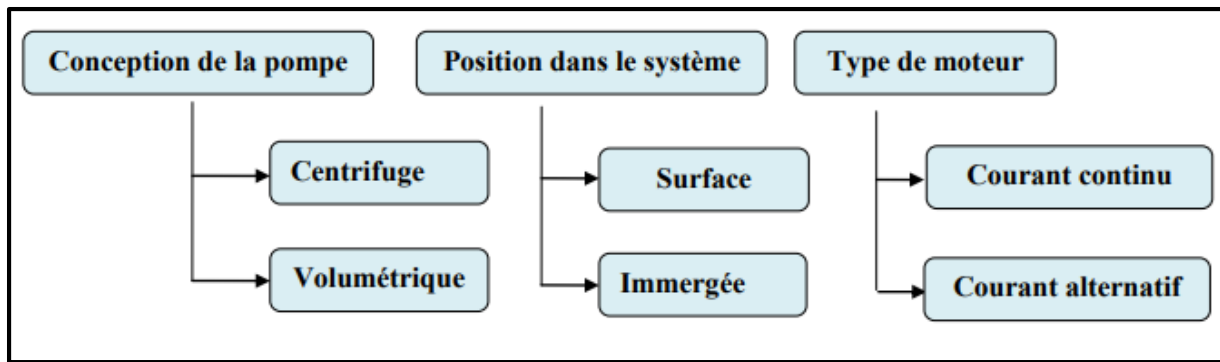 Conception de la pompe
Position dans le système
Type de moteur
Centrifuge
Surface
Courant continu
Volumétrique
Immergée
Courant alternatif